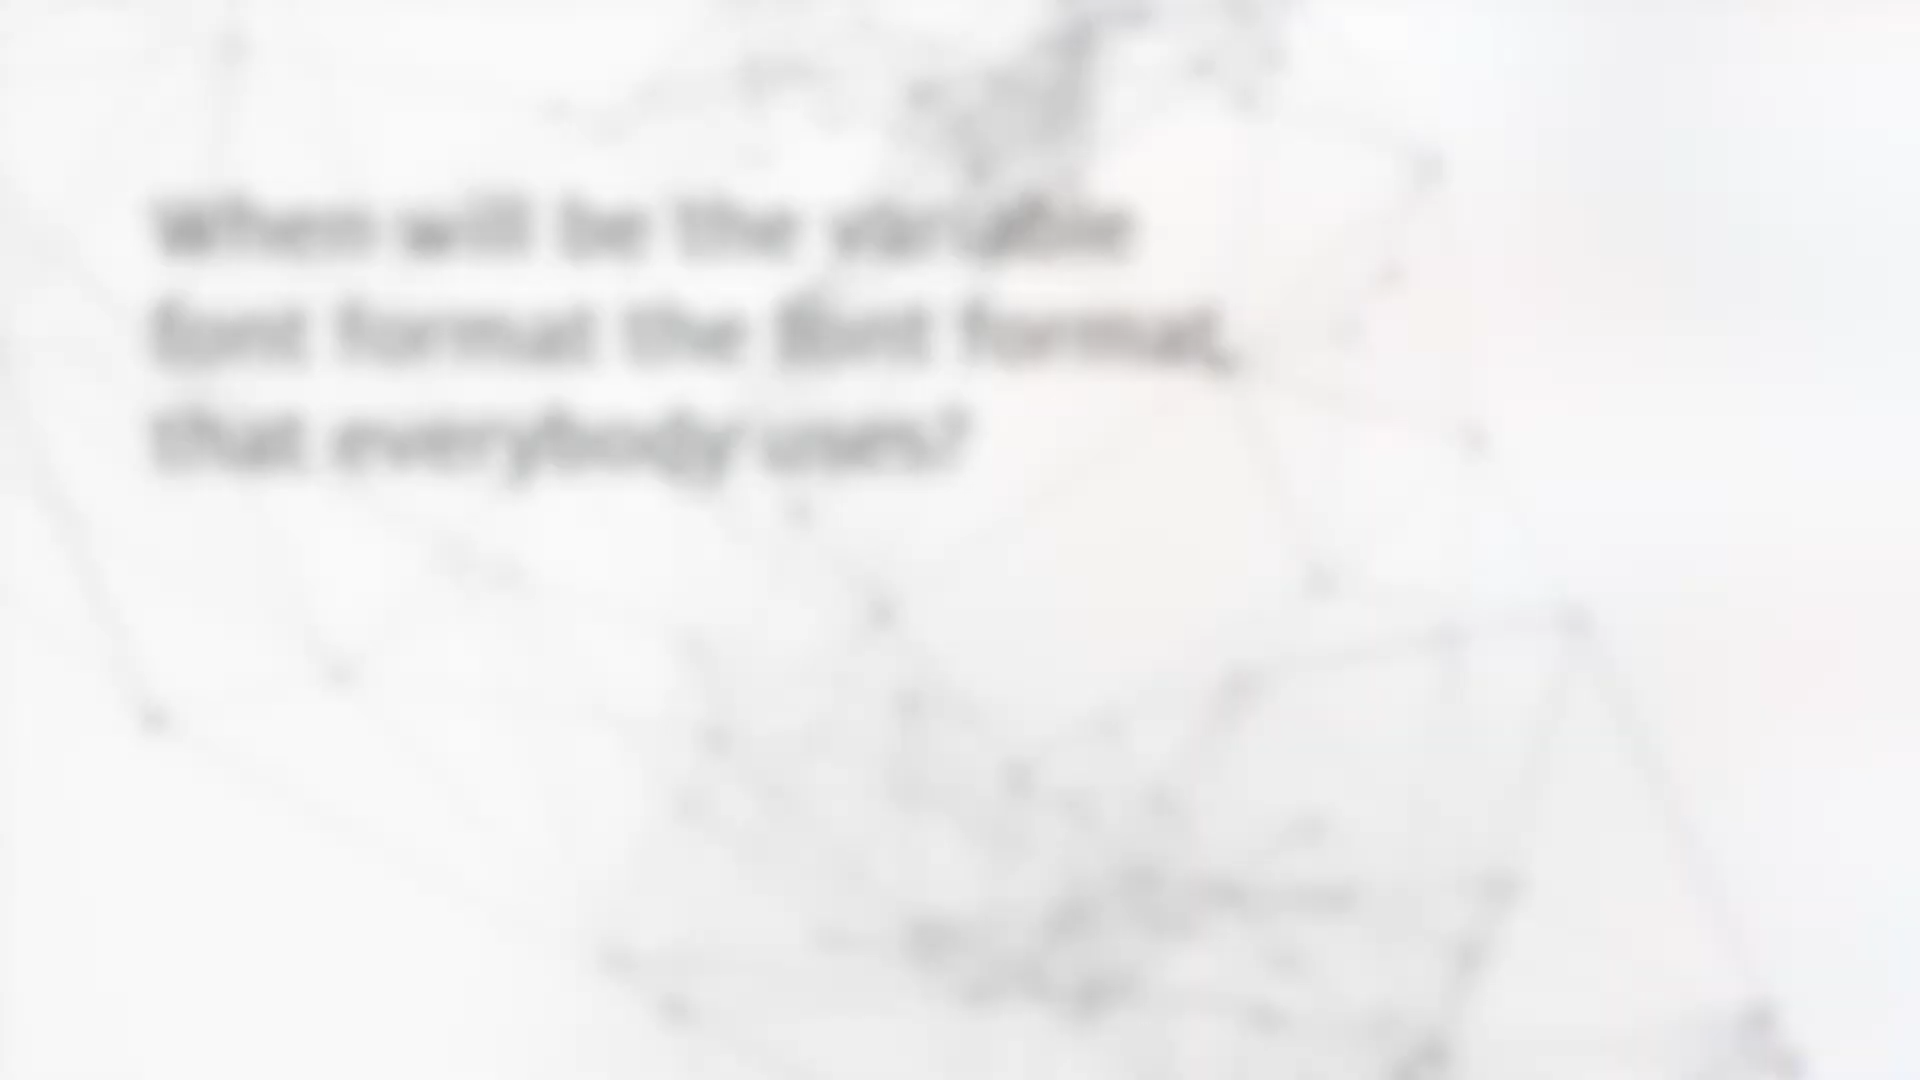 When will be the variable
font format the font format,
that everybody uses?